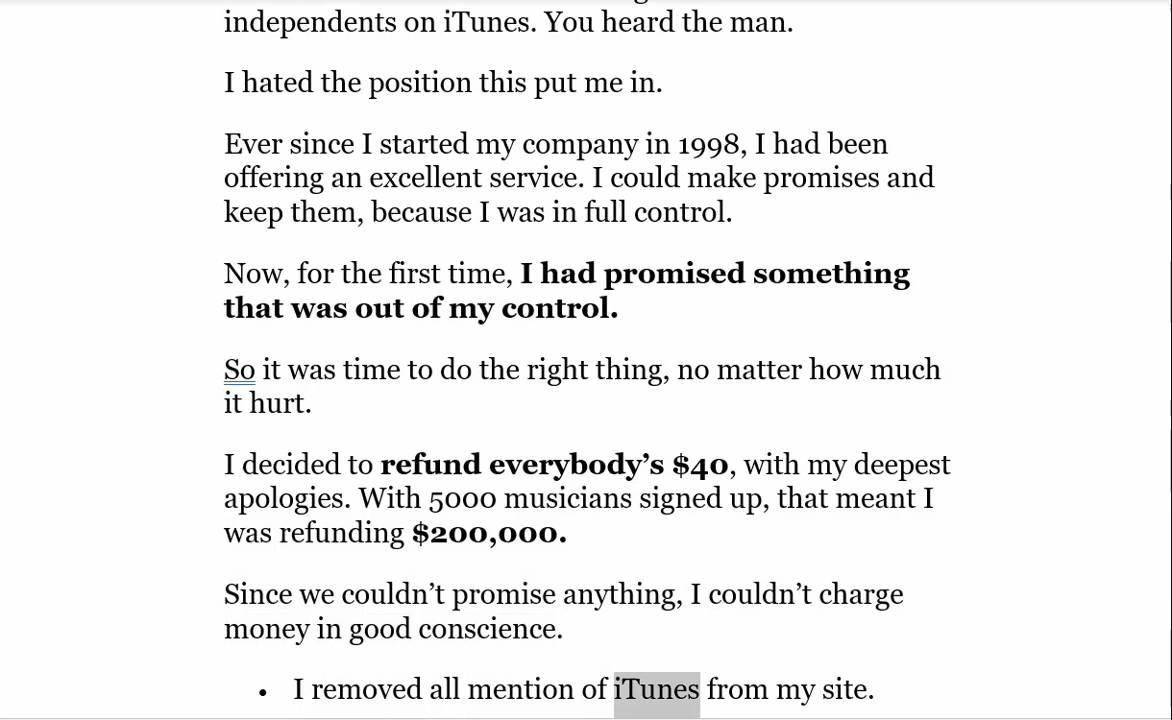 independents on iTunes. You heard the man.
I hated the position this put me in.
Ever since I started my company in 1998, I had been
offering an excellent service. I could make promises and
keep them, because I was in full control.
Now, for the first time, I had promised something
that was out of my control.
So it was time to do the right thing, no matter how much
it hurt.
I decided to refund everybody’s $40, with my deepest
apologies. With 5000 musicians signed up, that meant I
was refunding $200,000.
Since we couldn’t promise anything, I couldn’t charge
money in good conscience.
• I removed all mention of iTunes from my site.